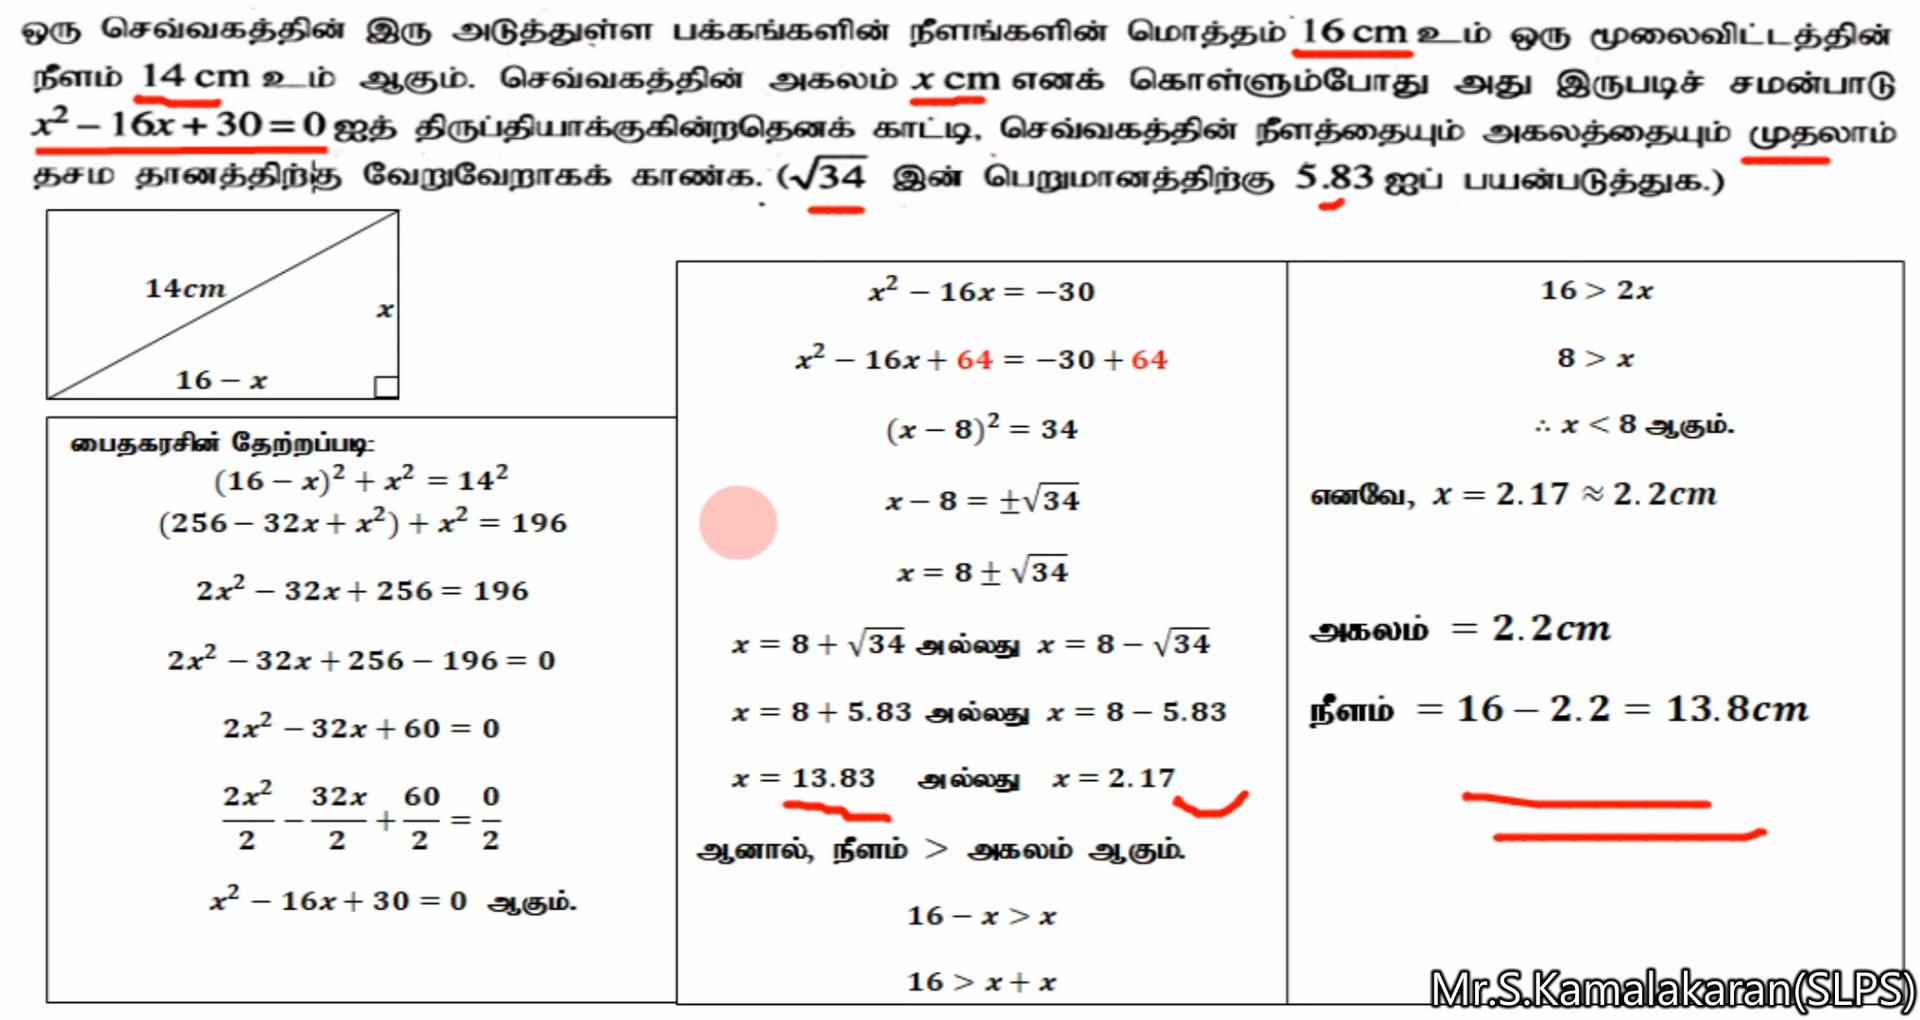 ஒரு செவ்வகத்தின் இரு அடுத்துள்ள பக்கங்களின் நீளங்களின் மொத்தம் 16 cm உம் ஒரு மூலைவிட்டத்தின்
நீளம் 14 cm உம் ஆகும். செவ்வகத்தின் அகலம் x cm எனக் கொள்ளும்போது அது இருபடிச் சமன்பாடு
x² − 16x + 30 = 0 ஐத் திருப்தியாக்குகின்றதெனக் காட்டி, செவ்வகத்தின் நீளத்தையும் அகலத்தையும் முதலாம்
தசம தானத்திற்கு வேறுவேறாகக் காண்க. (√34 இன் பெறுமானத்திற்கு 5.83 ஐப் பயன்படுத்துக.)
14cm
x
16 − x
பைதகரசின் தேற்றப்படி:
(16 − x)² + x² = 14²
(256 − 32x + x²) + x² = 196
2x² − 32x + 256 = 196
2x² − 32x + 256 − 196 = 0
2x² − 32x + 60 = 0
2x²/2 − 32x/2 + 60/2 = 0/2
x² − 16x + 30 = 0 ஆகும்.
x² − 16x = −30
x² − 16x + 64 = −30 + 64
(x − 8)² = 34
x − 8 = ±√34
x = 8 ± √34
x = 8 + √34 அல்லது x = 8 − √34
x = 8 + 5.83 அல்லது x = 8 − 5.83
x = 13.83 அல்லது x = 2.17
ஆனால், நீளம் > அகலம் ஆகும்.
16 − x > x
16 > x + x
16 > 2x
8 > x
∴ x < 8 ஆகும்.
எனவே, x = 2.17 ≈ 2.2cm
அகலம் = 2.2cm
நீளம் = 16 − 2.2 = 13.8cm
Mr.S.Kamalakaran(SLPS)